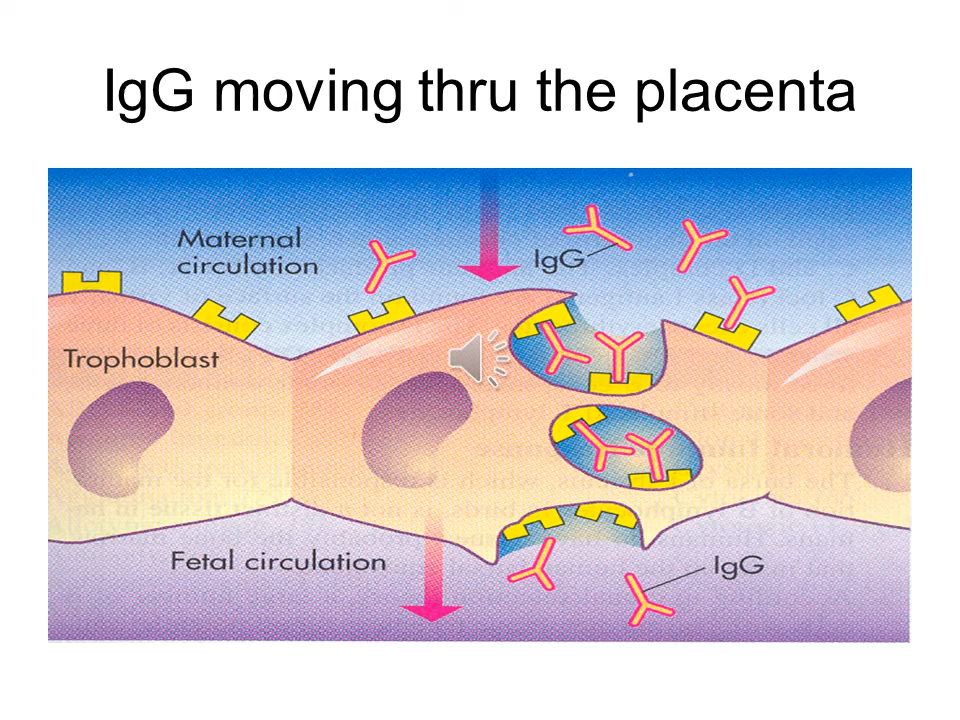 IgG moving thru the placenta
Maternal
circulation
IgG
Trophoblast
Fetal circulation
IgG